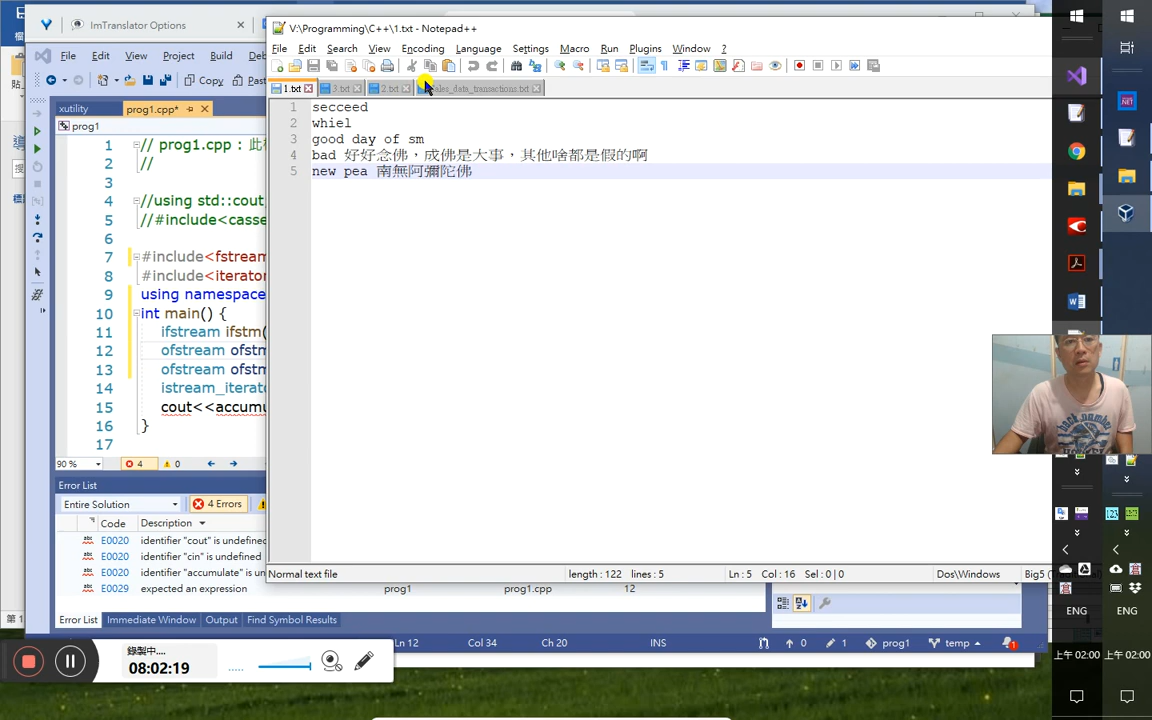 ImTranslator Options
V:\Programming\C++\1.txt - Notepad++
File Edit View Project Build
File Edit Search View Encoding Language Settings Macro Run Plugins Window ?
Copy
1.txt 3.txt 2.txt les_data_transactions.txt
xutility prog1.cpp*
prog1
1 // prog1.cpp : 此
2 //
3
4 //using std::cout
5 //#include<casse
6
7 #include<fstream
8 #include<iterator
9 using namespace
10 int main() {
11 ifstream ifstm(
12 ofstream ofstm
13 ofstream ofstm
14 istream_iterato
15 cout<<accumu
16 }
17
1 secceed
2 whiel
3 good day of sm
4 bad 好好念佛，成佛是大事，其他啥都是假的啊
5 new pea 南無阿彌陀佛
90 % 4 0
Error List
Entire Solution 4 Errors
Code Description
E0020 identifier "cout" is undefined
E0020 identifier "cin" is undefined
E0020 identifier "accumulate" is un
E0029 expected an expression prog1 prog1.cpp 12
Normal text file length : 122 lines : 5 Ln : 5 Col : 16 Sel : 0 | 0 Dos\Windows Big5
Error List Immediate Window Output Find Symbol Results
Ln 12 Col 34 Ch 20 INS 0 1 prog1 temp 1
錄製中....
08:02:19
ENG ENG
上午 02:00 上午 02:00